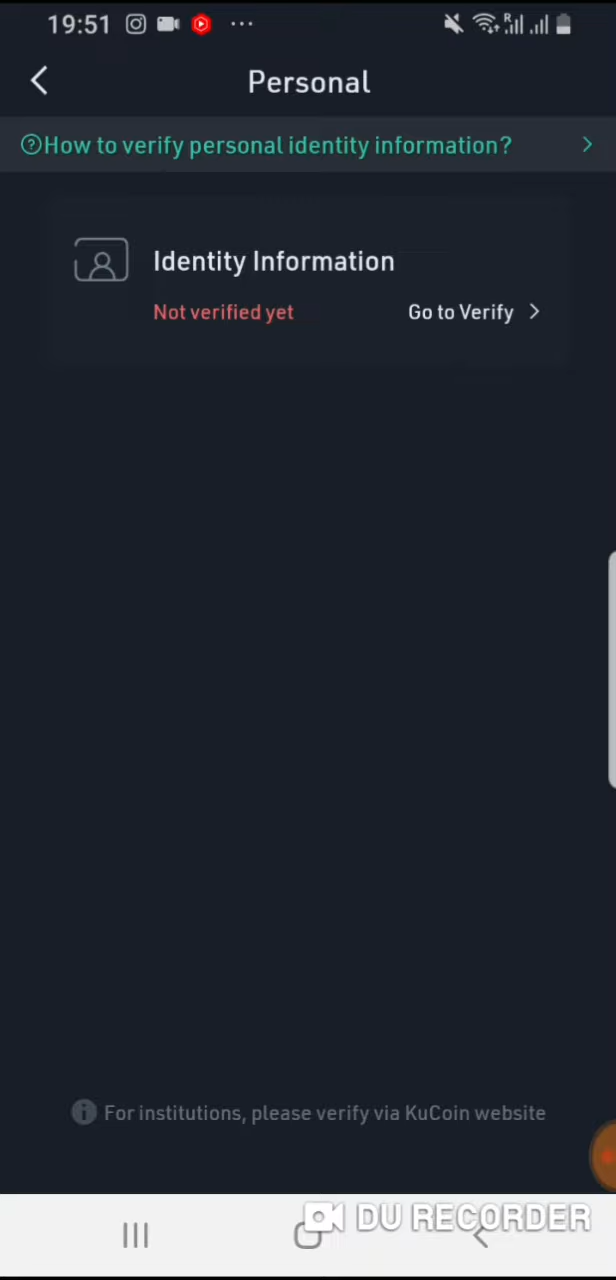 19:51
Personal
How to verify personal identity information?
Identity Information
Not verified yet Go to Verify
For institutions, please verify via KuCoin website
DU RECORDER